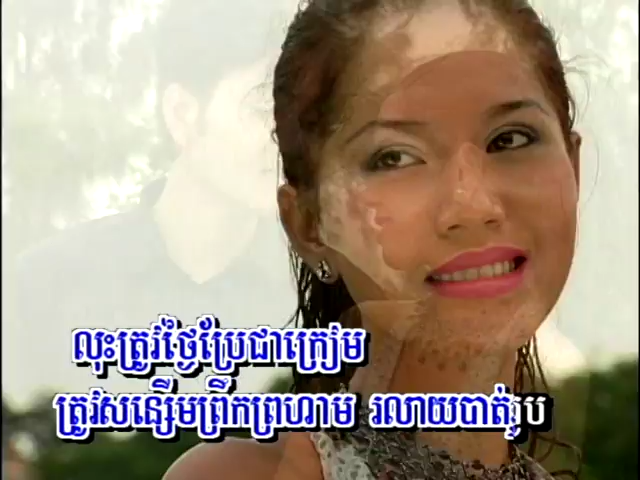 លុះត្រូវថ្ងៃប្រែជាក្រៀម
ត្រូវសន្សើមព្រឹកព្រហាម រលាយបាត់រូប